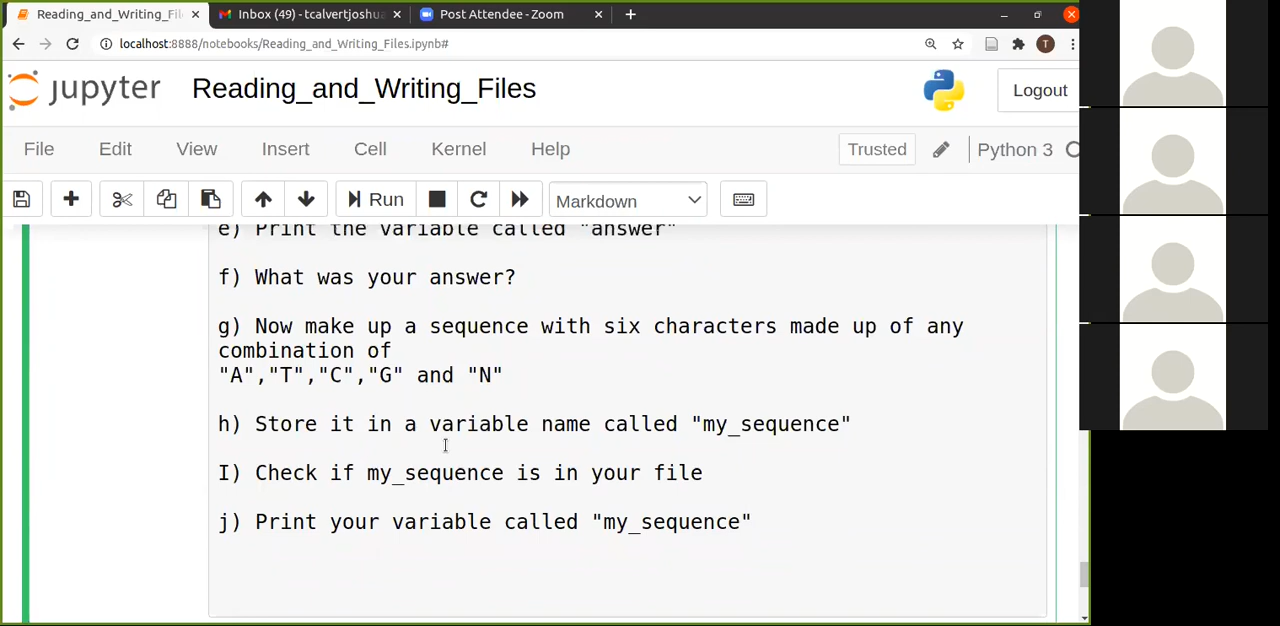 Reading_and_Writing_Fil
Inbox (49) - tcalvertjoshua
Post Attendee - Zoom
localhost:8888/notebooks/Reading_and_Writing_Files.ipynb#
T
jupyter
Reading_and_Writing_Files
Logout
File Edit View Insert Cell Kernel Help
Trusted
Python 3
Run
Markdown
e) Print the variable called "answer"
f) What was your answer?
g) Now make up a sequence with six characters made up of any
combination of
"A","T","C","G" and "N"
h) Store it in a variable name called "my_sequence"
I) Check if my_sequence is in your file
j) Print your variable called "my_sequence"